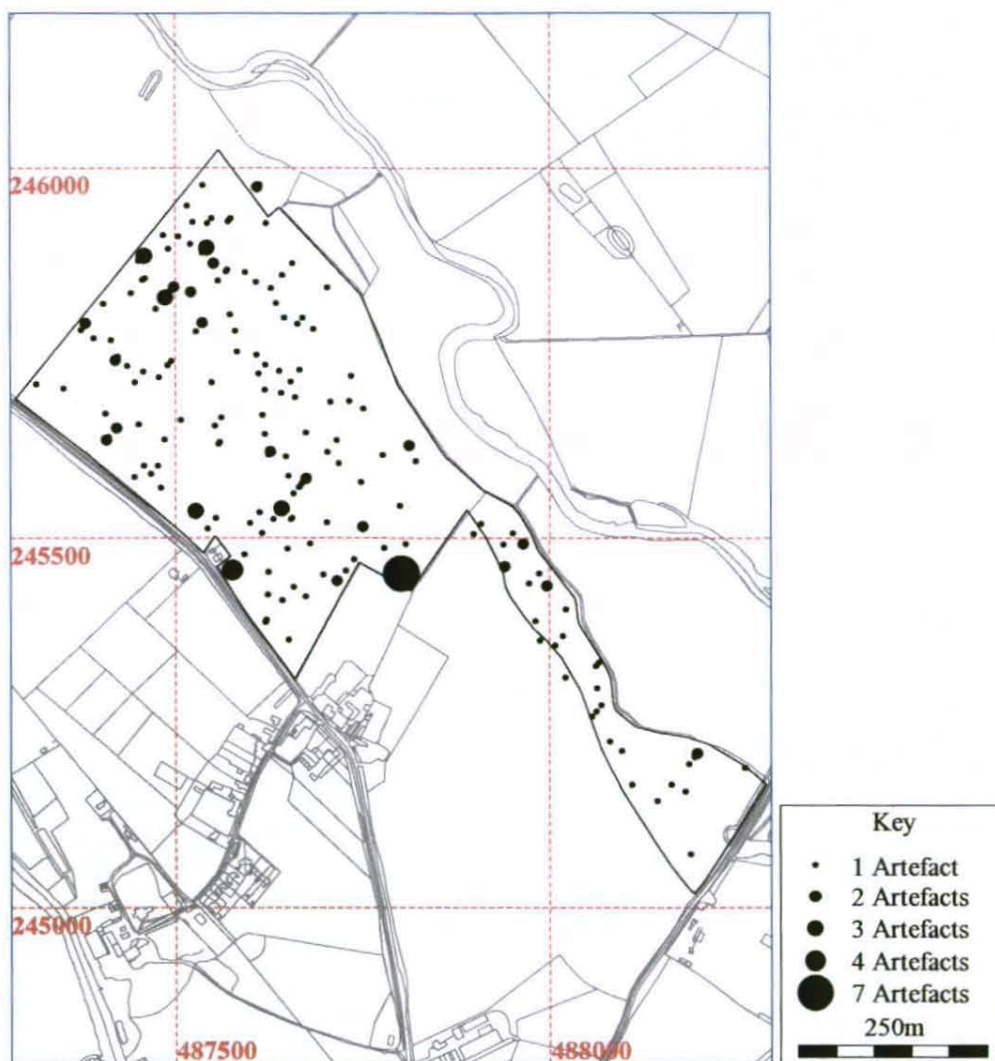 246000
245500
245000
487500
488000
Key
1 Artefact
2 Artefacts
3 Artefacts
4 Artefacts
7 Artefacts
250m